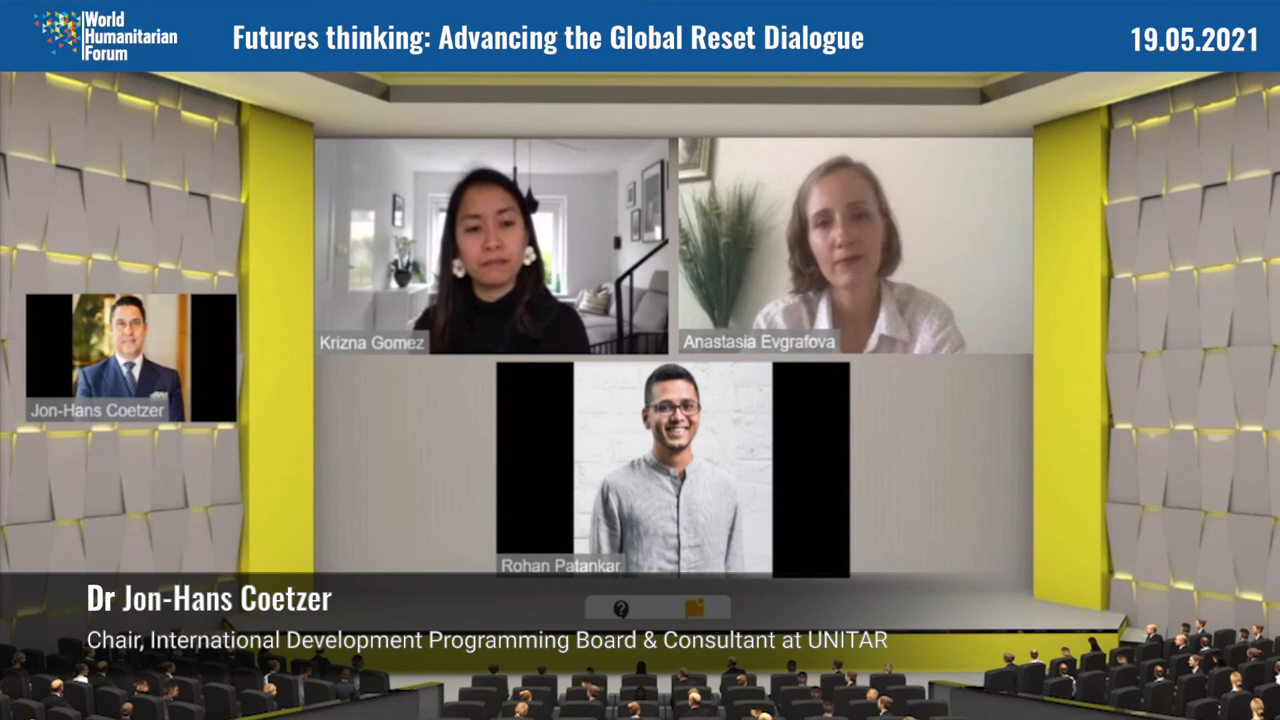 World
Humanitarian
Forum
Futures thinking: Advancing the Global Reset Dialogue
19.05.2021
Krizna Gomez
Anastasia Evgrafova
Jon-Hans Coetzer
Rohan Patankar
?
Dr Jon-Hans Coetzer
Chair, International Development Programming Board & Consultant at UNITAR